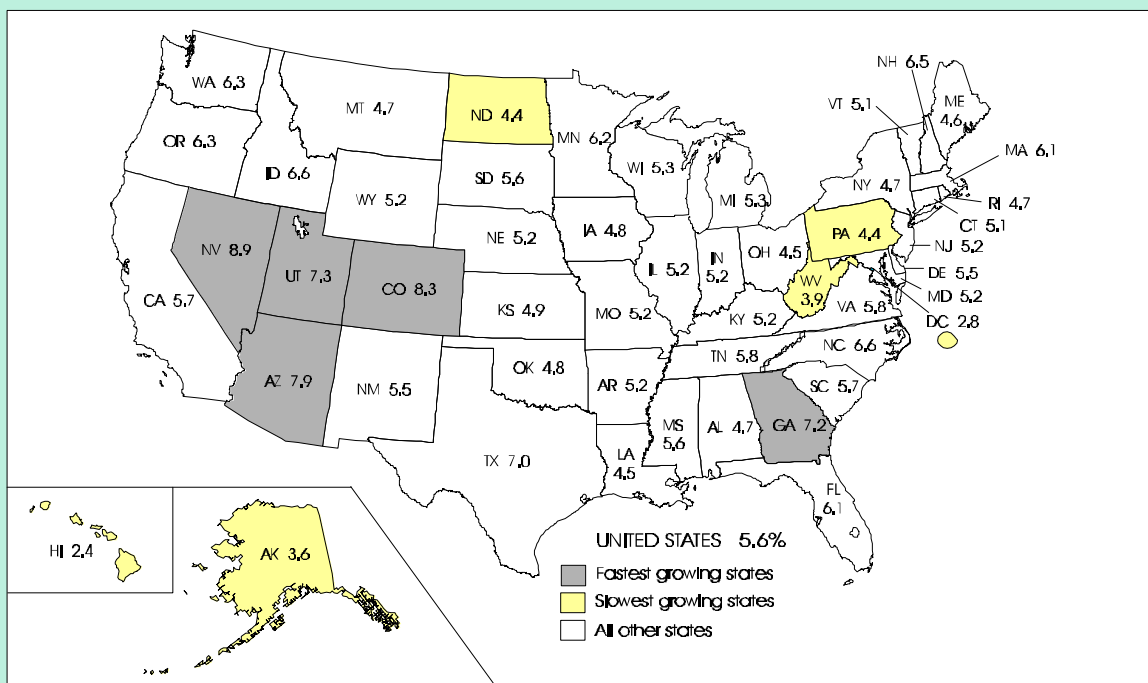 WA 6.3
MT 4.7
ND 4.4
MN 6.2
NH 6.5
VT 5.1
ME
4.6
OR 6.3
ID 6.6
WY 5.2
SD 5.6
WI 5.3
MI 5.3
NY 4.7
MA 6.1
RI 4.7
CT 5.1
NJ 5.2
NV 8.9
UT 7.3
CO 8.3
NE 5.2
IA 4.8
IL 5.2
IN
5.2
OH 4.5
PA 4.4
WV
3.9
DE 5.5
MD 5.2
DC 2.8
CA 5.7
KS 4.9
MO 5.2
KY 5.2
VA 5.8
AZ 7.9
NM 5.5
OK 4.8
AR 5.2
TN 5.8
NC 6.6
SC 5.7
TX 7.0
LA
4.5
MS
5.6
AL 4.7
GA 7.2
FL
6.1
HI 2.4
AK 3.6
UNITED STATES 5.6%
Fastest growing states
Slowest growing states
All other states